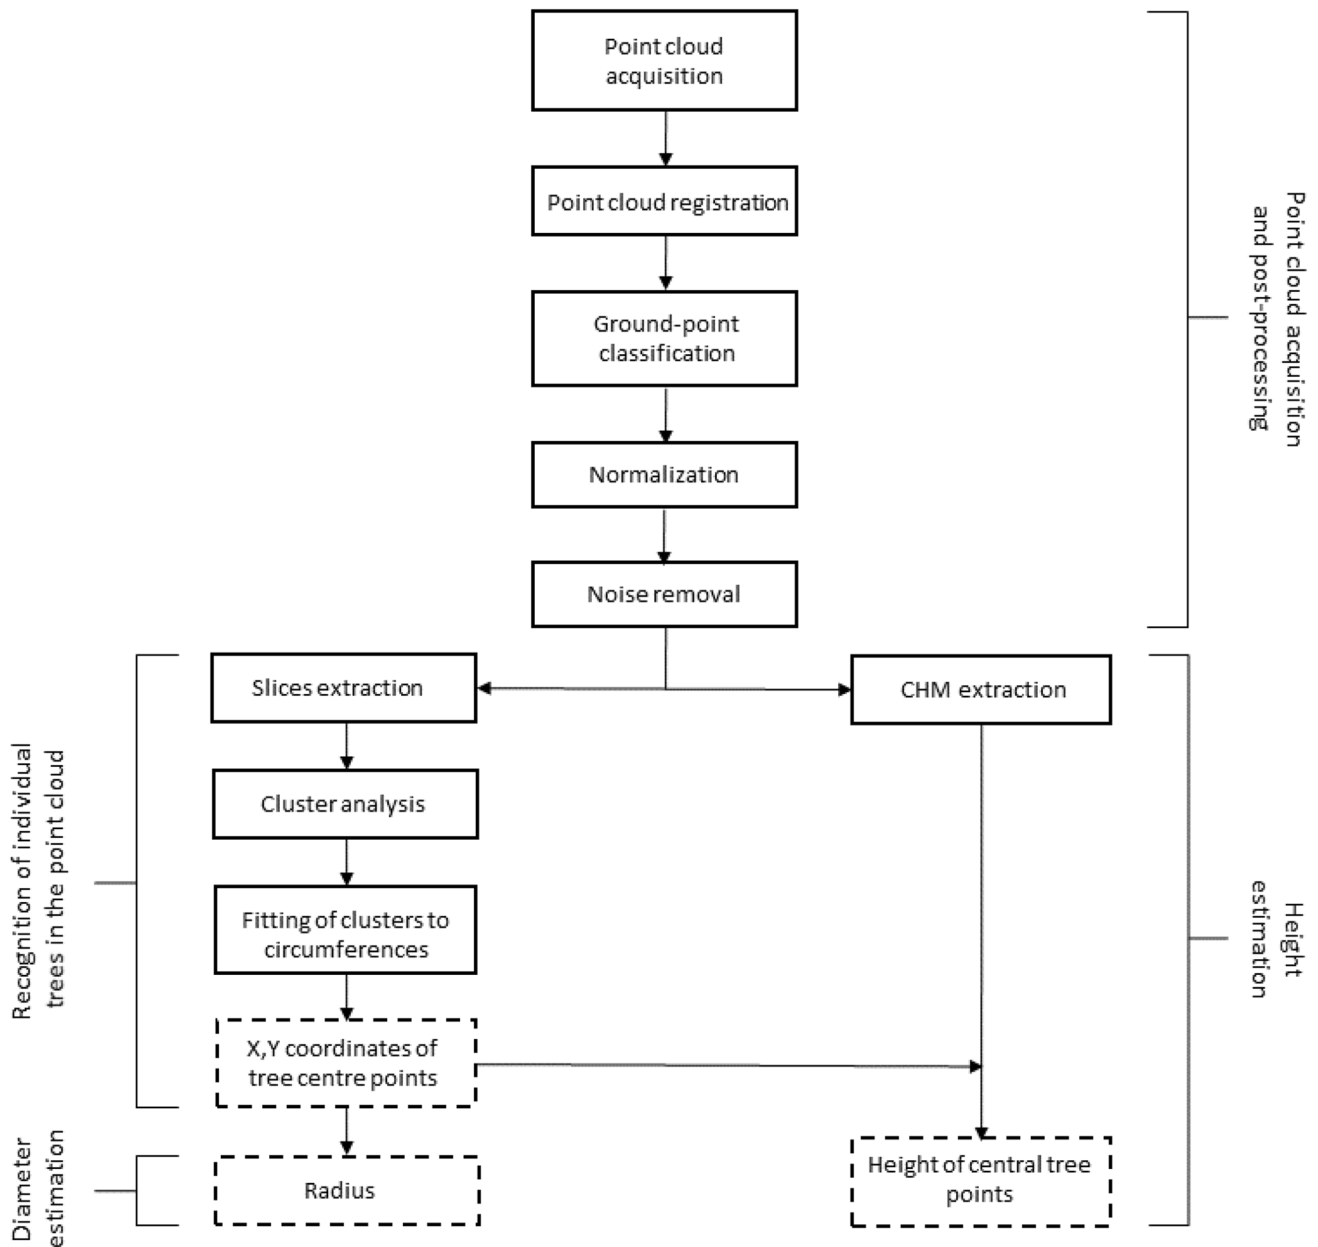 Point cloud
acquisition
Point cloud registration
Ground-point
classification
Normalization
Noise removal
Point cloud acquisition
and post-processing
Slices extraction
CHM extraction
Cluster analysis
Fitting of clusters to
circumferences
X,Y coordinates of
tree centre points
Recognition of individual
trees in the point cloud
Radius
Diameter
estimation
Height of central tree
points
Height
estimation